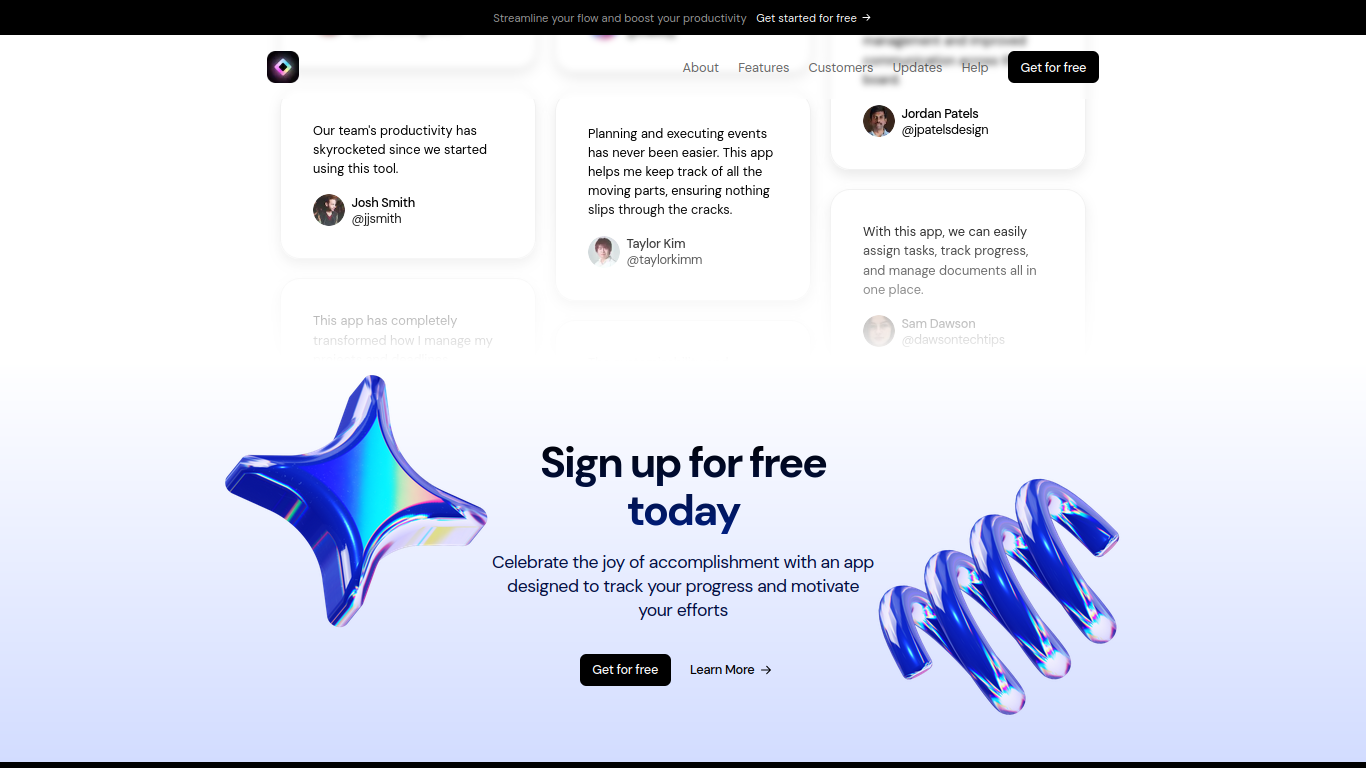 Streamline your flow and boost your productivity Get started for free →
management and improved
board.
About Features Customers Updates Help Get for free
Jordan Patels
@jpatelsdesign
Our team's productivity has
skyrocketed since we started
using this tool.
Josh Smith
@jjsmith
Planning and executing events
has never been easier. This app
helps me keep track of all the
moving parts, ensuring nothing
slips through the cracks.
Taylor Kim
@taylorkimm
With this app, we can easily
assign tasks, track progress,
and manage documents all in
one place.
Sam Dawson
@dawsontechtips
This app has completely
transformed how I manage my
Sign up for free
today
Celebrate the joy of accomplishment with an app
designed to track your progress and motivate
your efforts
Get for free Learn More →